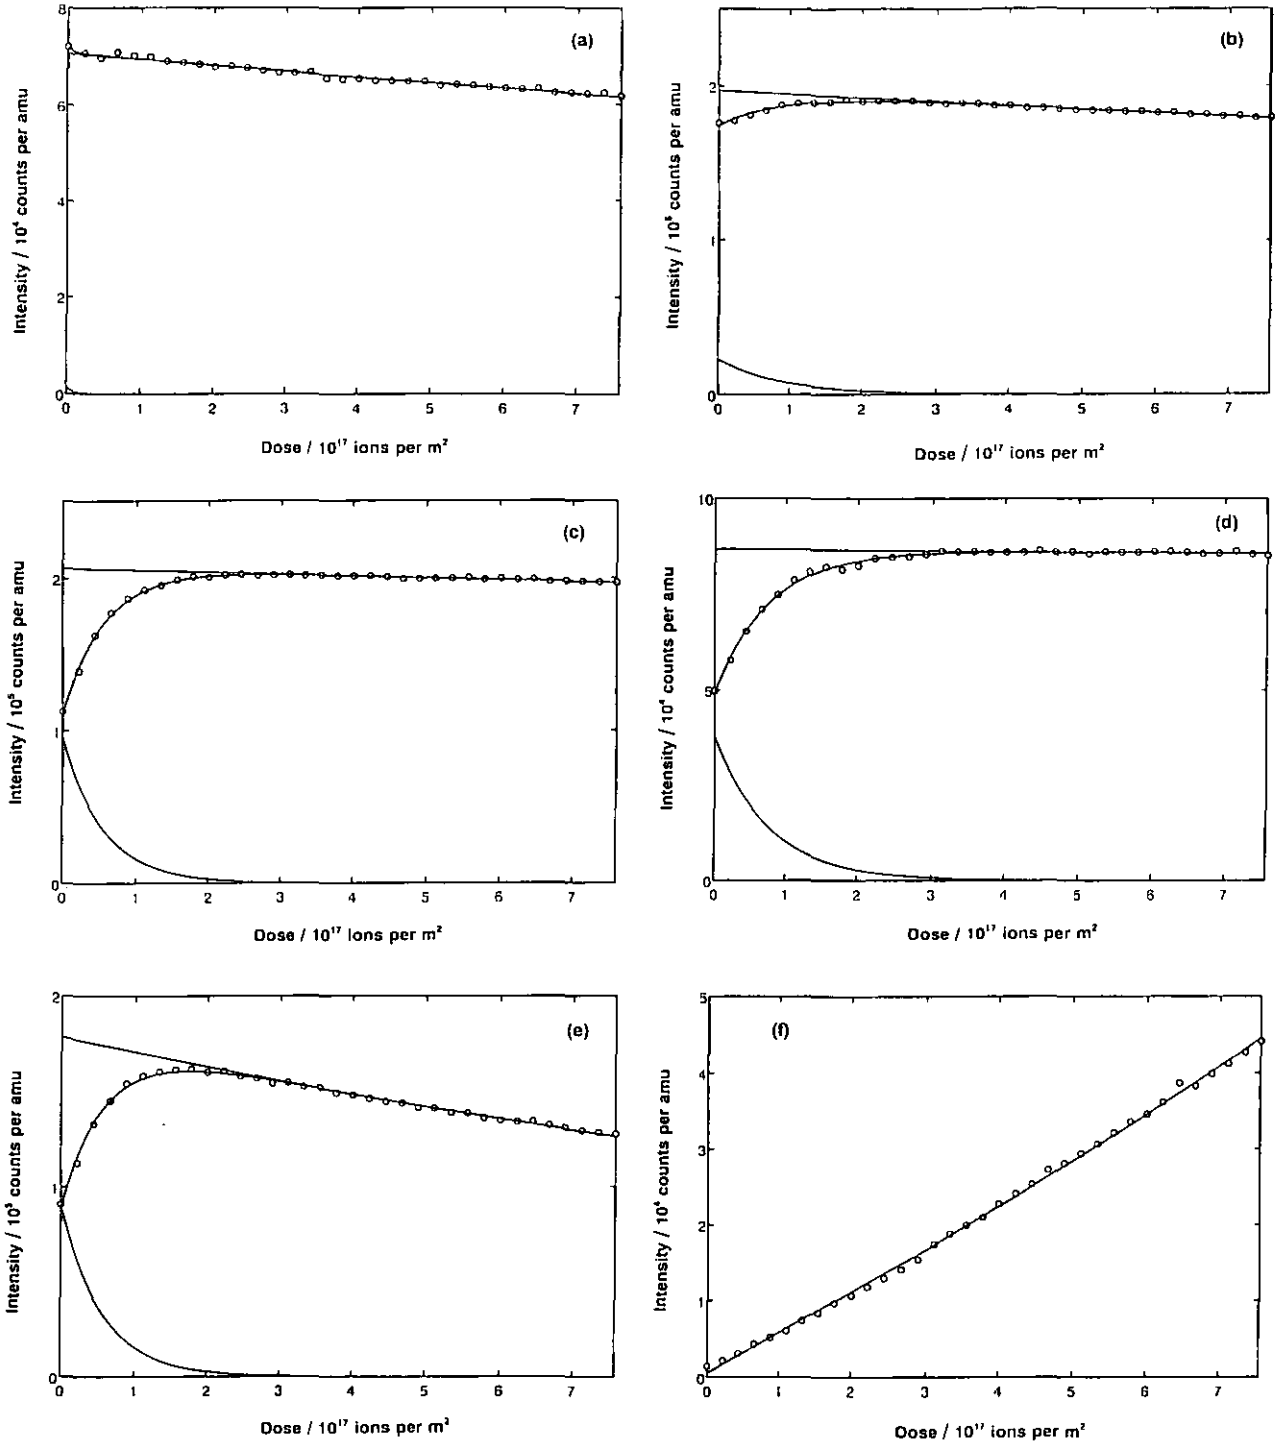 (a)
Intensity / 10⁴ counts per amu
8
6
4
2
0
0 1 2 3 4 5 6 7
Dose / 10¹⁷ ions per m²
(b)
Intensity / 10⁵ counts per amu
2
1
0
0 1 2 3 4 5 6 7
Dose / 10¹⁷ ions per m²
(c)
Intensity / 10⁵ counts per amu
2
1
0
0 1 2 3 4 5 6 7
Dose / 10¹⁷ ions per m²
(d)
Intensity / 10⁴ counts per amu
10
5
0
0 1 2 3 4 5 6 7
Dose / 10¹⁷ ions per m²
(e)
Intensity / 10⁵ counts per amu
2
1
0
0 1 2 3 4 5 6 7
Dose / 10¹⁷ ions per m²
(f)
Intensity / 10⁴ counts per amu
5
4
3
2
1
0
0 1 2 3 4 5 6 7
Dose / 10¹⁷ ions per m²